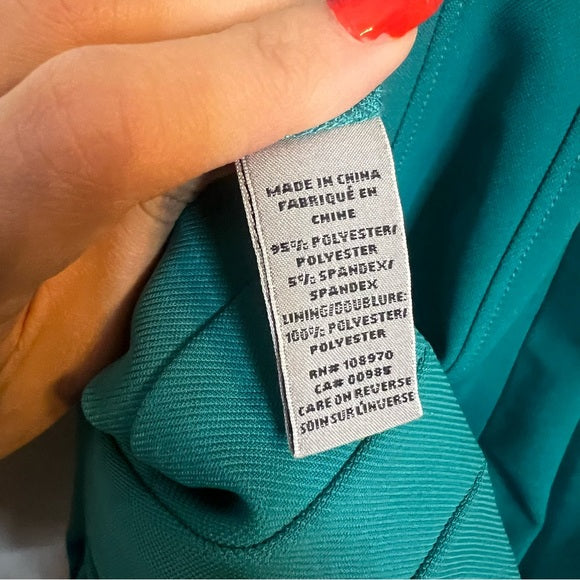 MADE IN CHINA
FABRIQUÉ EN
CHINE
95% POLYESTER/
POLYESTER
5% SPANDEX/
SPANDEX
LINING/DOUBLURE:
100% POLYESTER/
POLYESTER
RN# 108970
CA# 00985
CARE ON REVERSE
SOIN SUR L'INVERSE